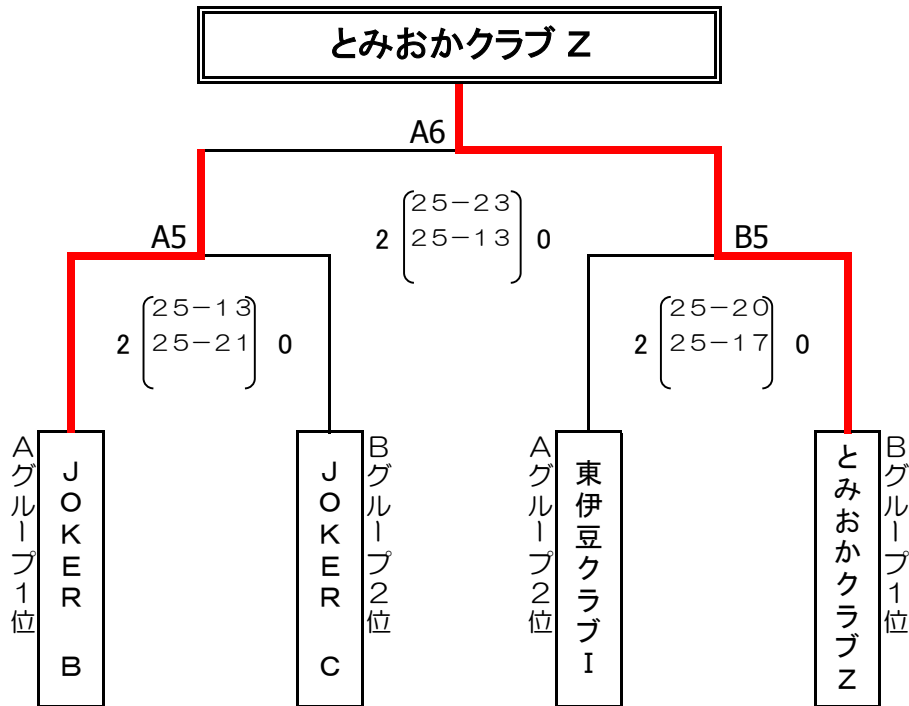 とみおかクラブ Z
A6
25－23
2 25－13 0
A5
B5
25－13
2 25－21 0
25－20
2 25－17 0
Aグループ1位
JOKER B
JOKER C
Bグループ2位
Aグループ2位
東伊豆クラブI
とみおかクラブZ
Bグループ1位